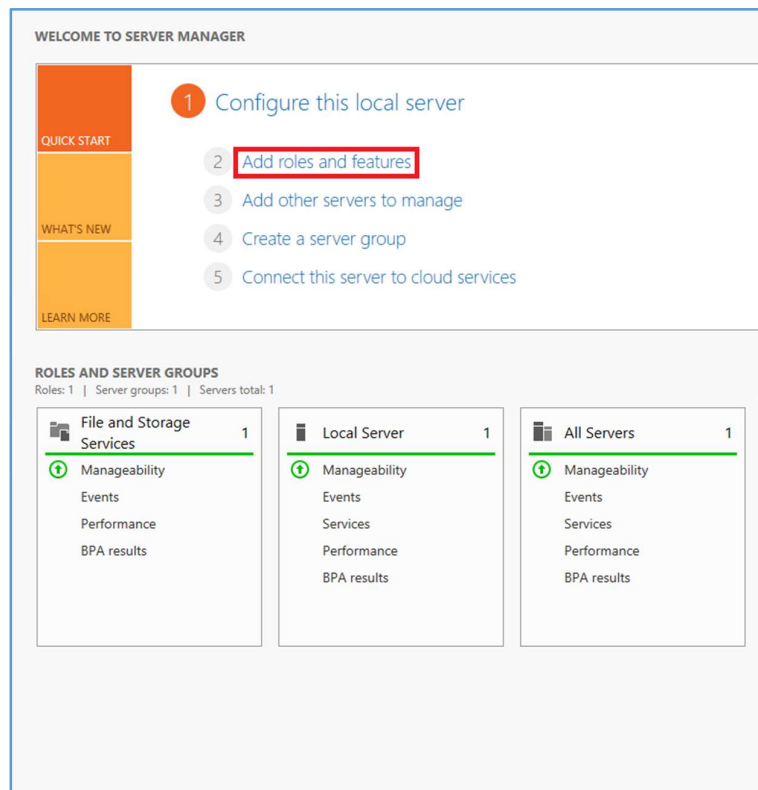 WELCOME TO SERVER MANAGER
QUICK START
WHAT'S NEW
LEARN MORE
1 Configure this local server
2 Add roles and features
3 Add other servers to manage
4 Create a server group
5 Connect this server to cloud services
ROLES AND SERVER GROUPS
Roles: 1 | Server groups: 1 | Servers total: 1
File and Storage
Services 1
Manageability
Events
Performance
BPA results
Local Server 1
Manageability
Events
Services
Performance
BPA results
All Servers 1
Manageability
Events
Services
Performance
BPA results